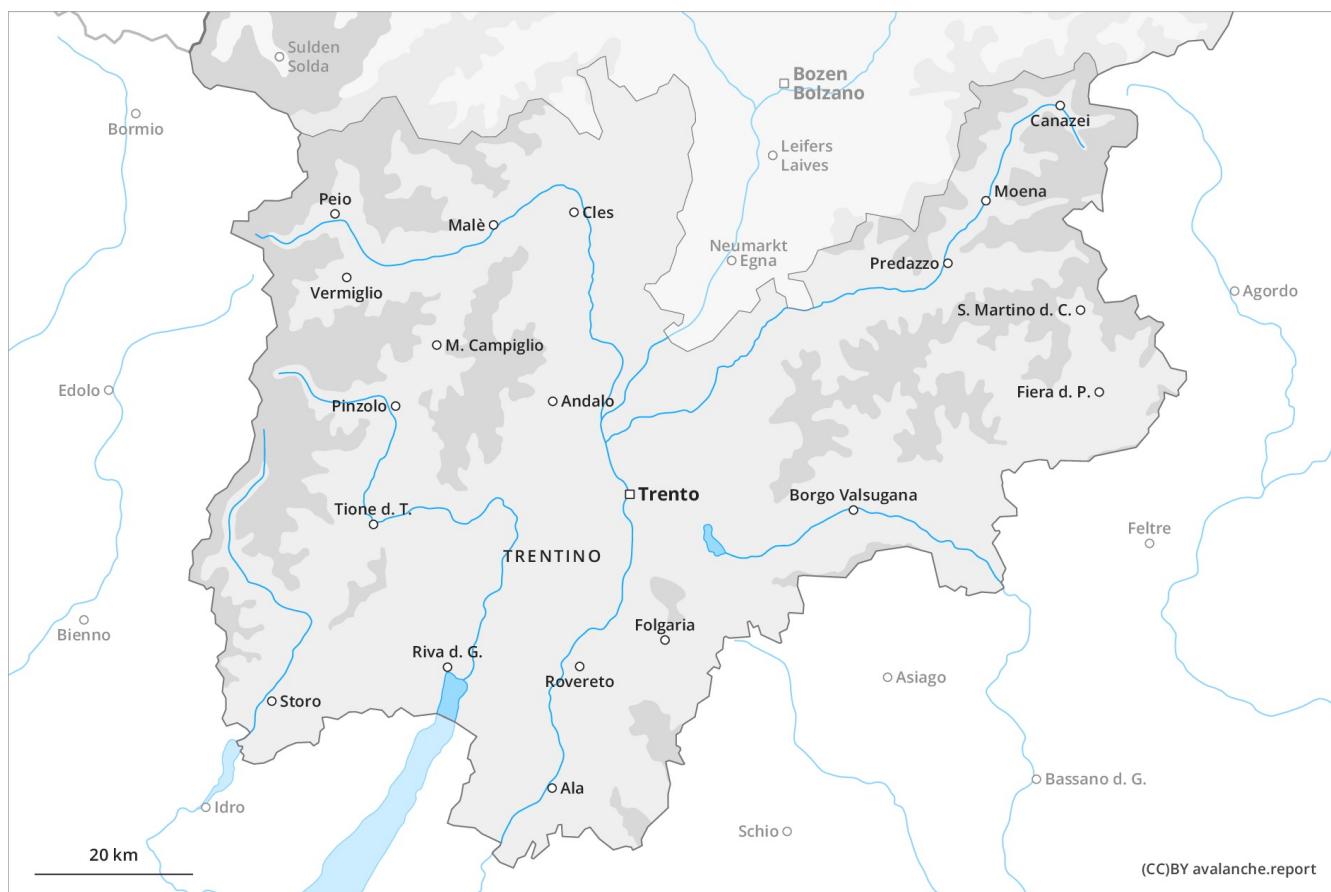 Sulden
Solda
Bozen
Bolzano
Bormio
Canazei
Leifers
Laives
Peio
Moena
Malè
Cles
Neumarkt
Egna
Predazzo
Vermiglio
Agordo
S. Martino d. C.
M. Campiglio
Edolo
Fiera d. P.
Andalo
Pinzolo
Trento
Borgo Valsugana
Tione d. T.
Feltre
TRENTINO
Bienno
Folgaria
Riva d. G.
Asiago
Rovereto
Storo
Bassano d. G.
Ala
Idro
Schio
20 km
(CC)BY avalanche.report